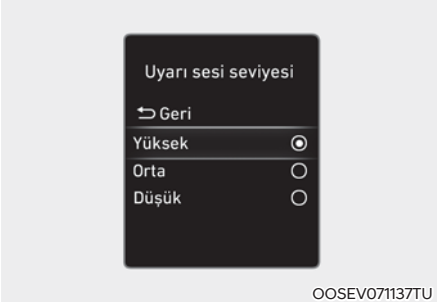 Uyarı sesi seviyesi
Geri
Yüksek
Orta
Düşük
OOSEV071137TU